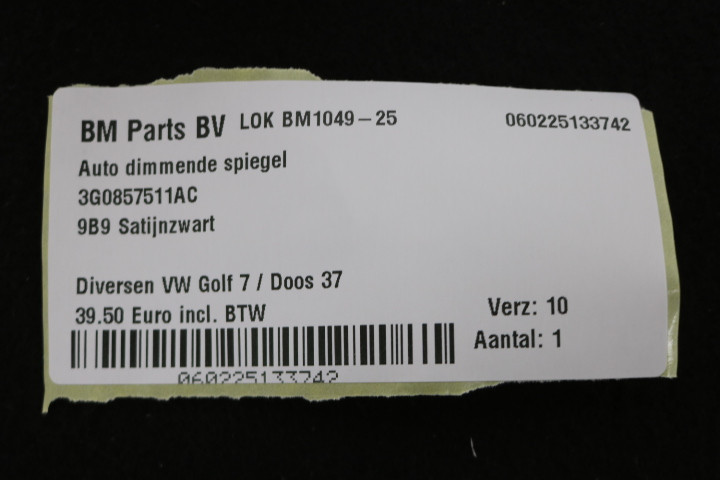 BM Parts BV LOK BM1049-25 060225133742
Auto dimmende spiegel
3G0857511AC
9B9 Satijnzwart
Diversen VW Golf 7 / Doos 37
39.50 Euro incl. BTW
Verz: 10
Aantal: 1
060225133742